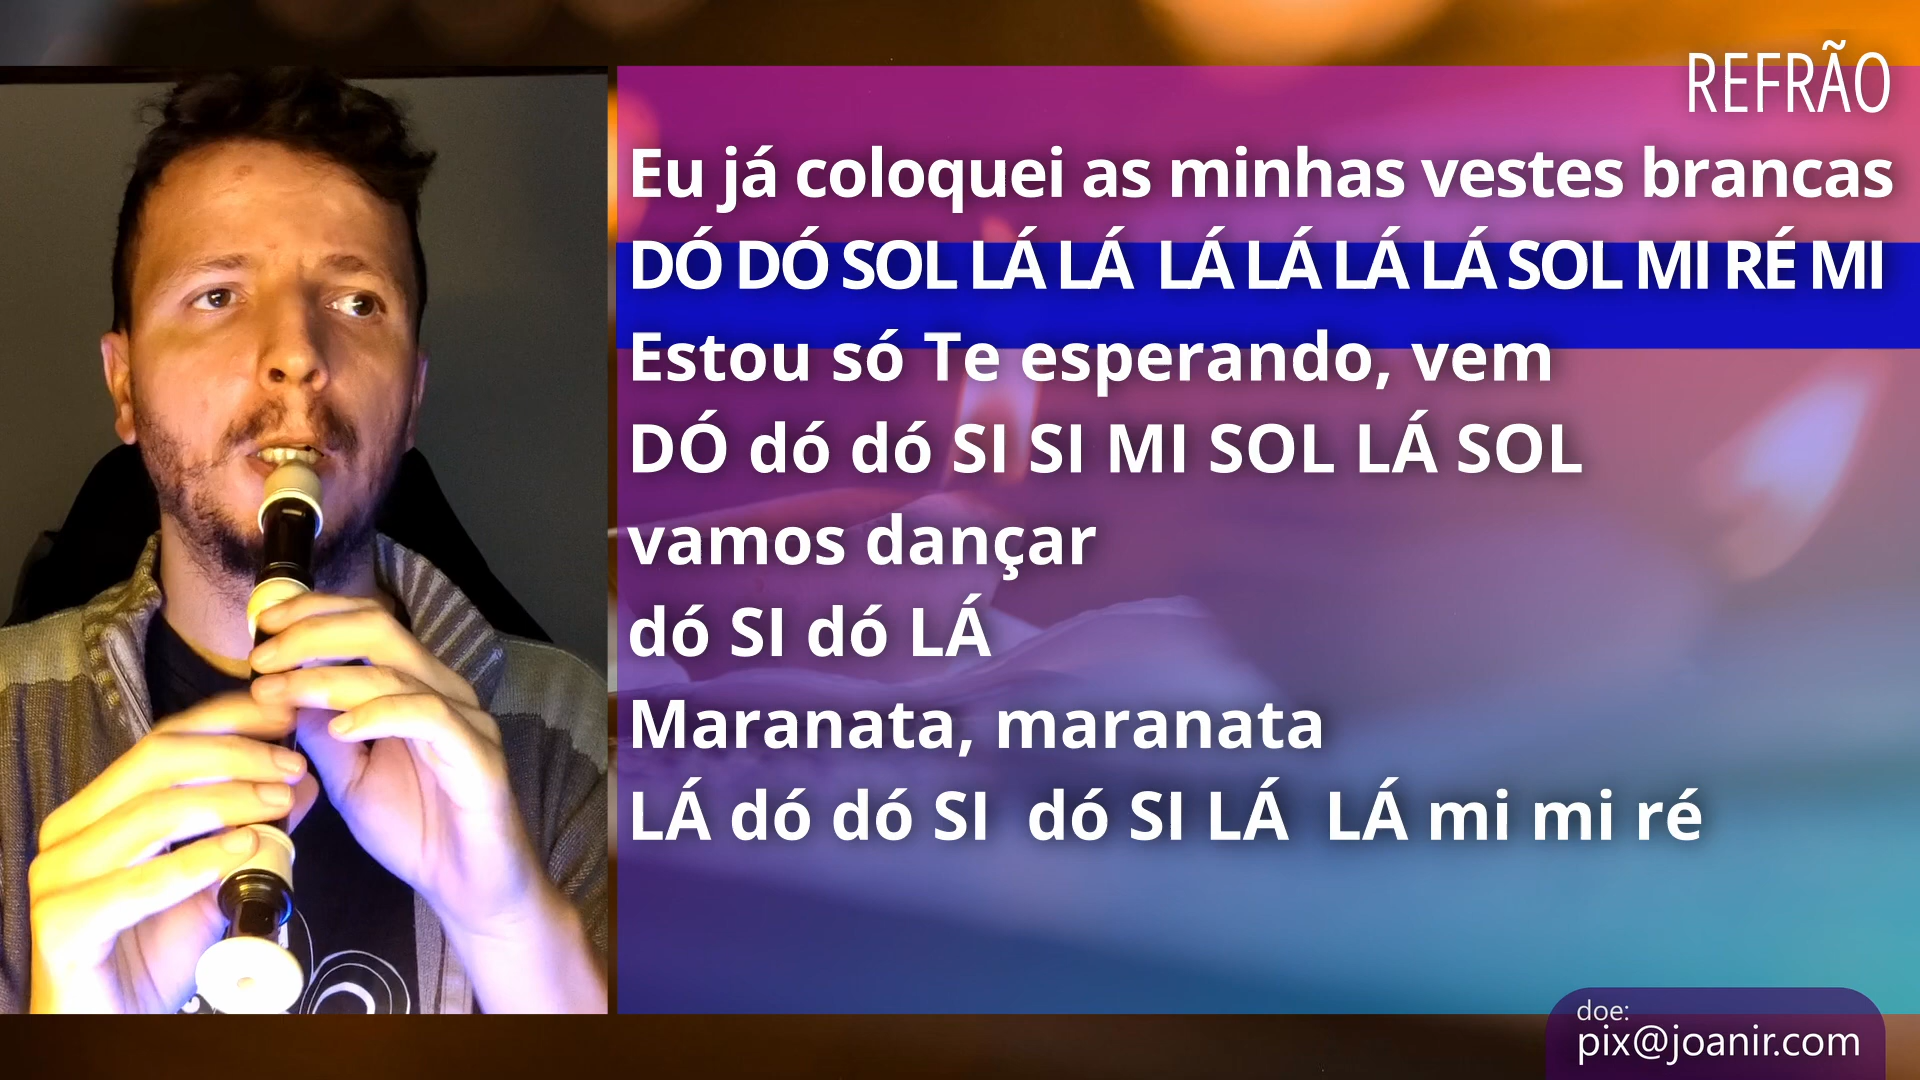 REFRÃO
Eu já coloquei as minhas vestes brancas
DÓ DÓ SOL LÁ LÁ LÁ LÁ LÁ LÁ SOL MI RÉ MI
Estou só Te esperando, vem
DÓ dó dó SI SI MI SOL LÁ SOL
vamos dançar
dó SI dó LÁ
Maranata, maranata
LÁ dó dó SI dó SI LÁ LÁ mi mi ré
doe:
pix@joanir.com